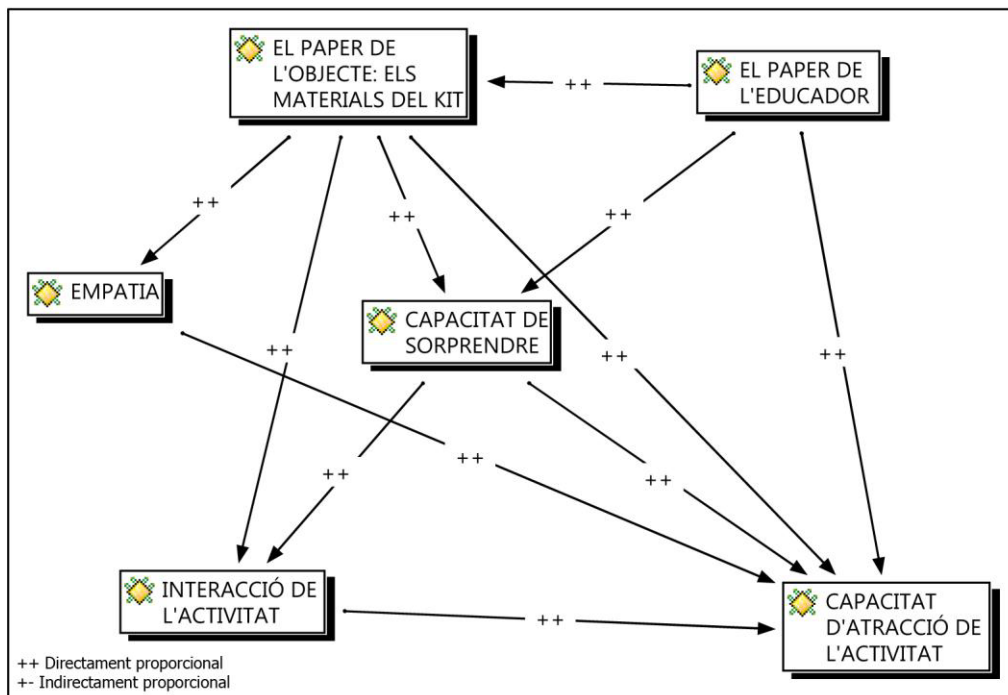 EL PAPER DE
L'OBJECTE: ELS
MATERIALS DEL KIT
EL PAPER DE
L'EDUCADOR
++
++
++
++
EMPATIA
CAPACITAT DE
SORPRENDRE
++
++
++
++
++
++
INTERACCIÓ DE
L'ACTIVITAT
++
CAPACITAT
D'ATRACCIÓ DE
L'ACTIVITAT
++ Directament proporcional
+- Indirectament proporcional